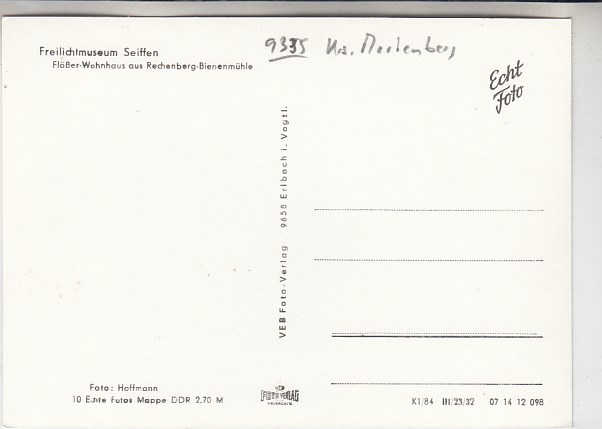 Freilichtmuseum Seiffen
Flößer-Wohnhaus aus Rechenberg-Bienenmühle
9335 Krs. Marienberg
Echt
Foto
VEB Foto-Verlag 9658 Erlbach i. Vogtl.
Foto: Hoffmann
10 Echte Fotos Mappe DDR 2,70 M
FOTO VERLAG
K1/84 III/23/32 07 14 12 098